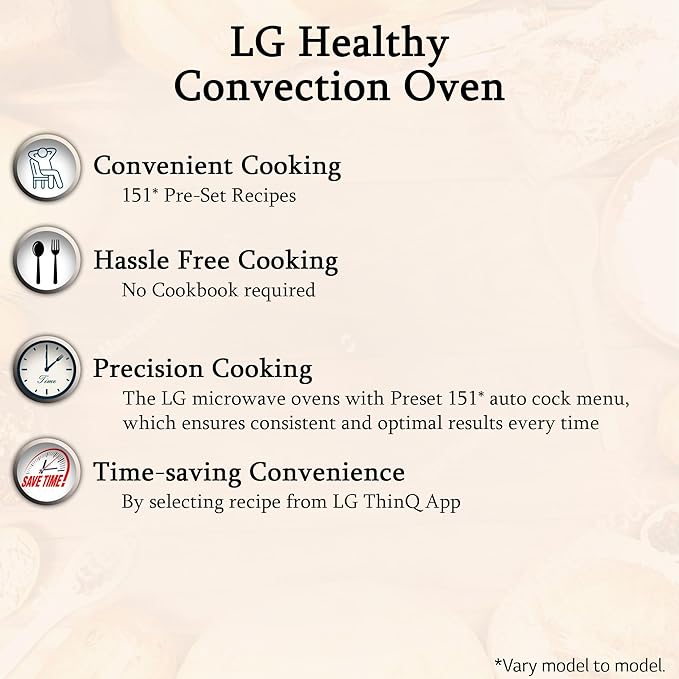 LG Healthy
Convection Oven
Convenient Cooking
151* Pre-Set Recipes
Hassle Free Cooking
No Cookbook required
Time
Precision Cooking
The LG microwave ovens with Preset 151* auto cock menu,
which ensures consistent and optimal results every time
SAVE TIME!
Time-saving Convenience
By selecting recipe from LG ThinQ App
*Vary model to model.